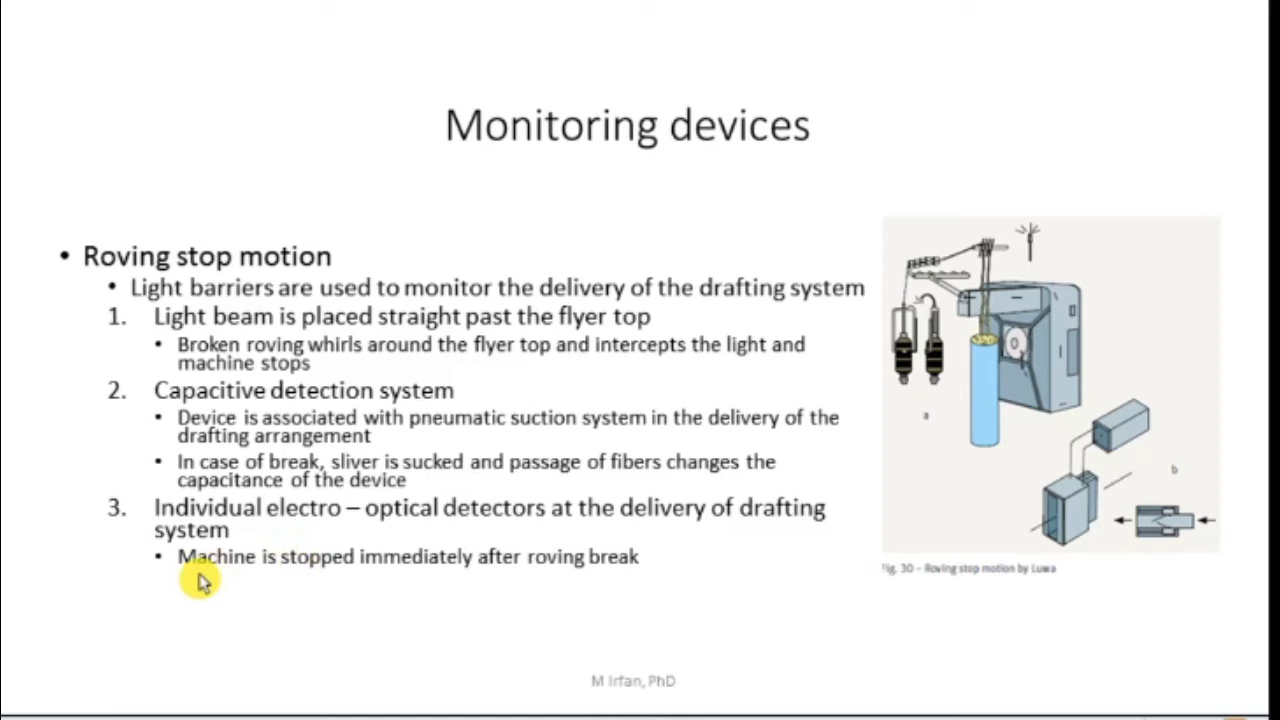 Monitoring devices
• Roving stop motion
• Light barriers are used to monitor the delivery of the drafting system
1. Light beam is placed straight past the flyer top
• Broken roving whirls around the flyer top and intercepts the light and
machine stops
2. Capacitive detection system
• Device is associated with pneumatic suction system in the delivery of the
drafting arrangement
• In case of break, sliver is sucked and passage of fibers changes the
capacitance of the device
3. Individual electro – optical detectors at the delivery of drafting
system
• Machine is stopped immediately after roving break
a
b
Fig. 30 – Roving stop motion by Luwa
M Irfan, PhD